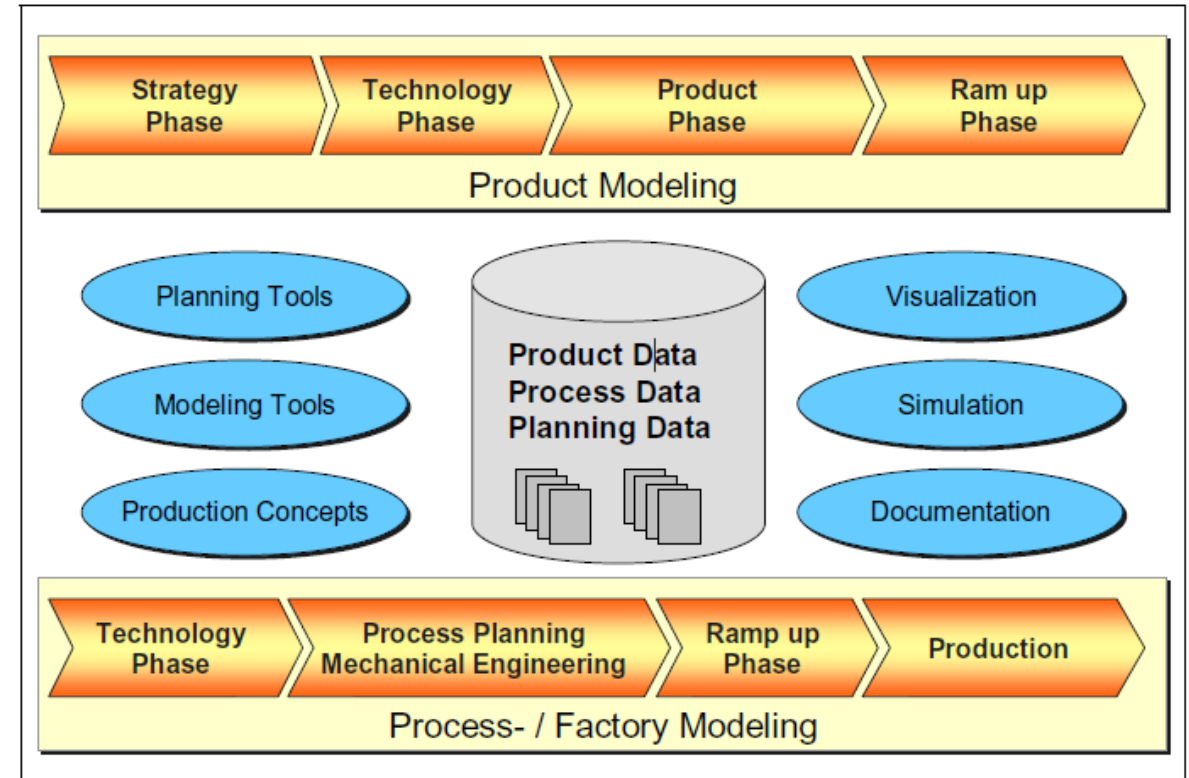 Strategy
Phase
Technology
Phase
Product
Phase
Ram up
Phase
Product Modeling
Planning Tools
Modeling Tools
Production Concepts
Product Data
Process Data
Planning Data
Visualization
Simulation
Documentation
Technology
Phase
Process Planning
Mechanical Engineering
Ramp up
Phase
Production
Process- / Factory Modeling